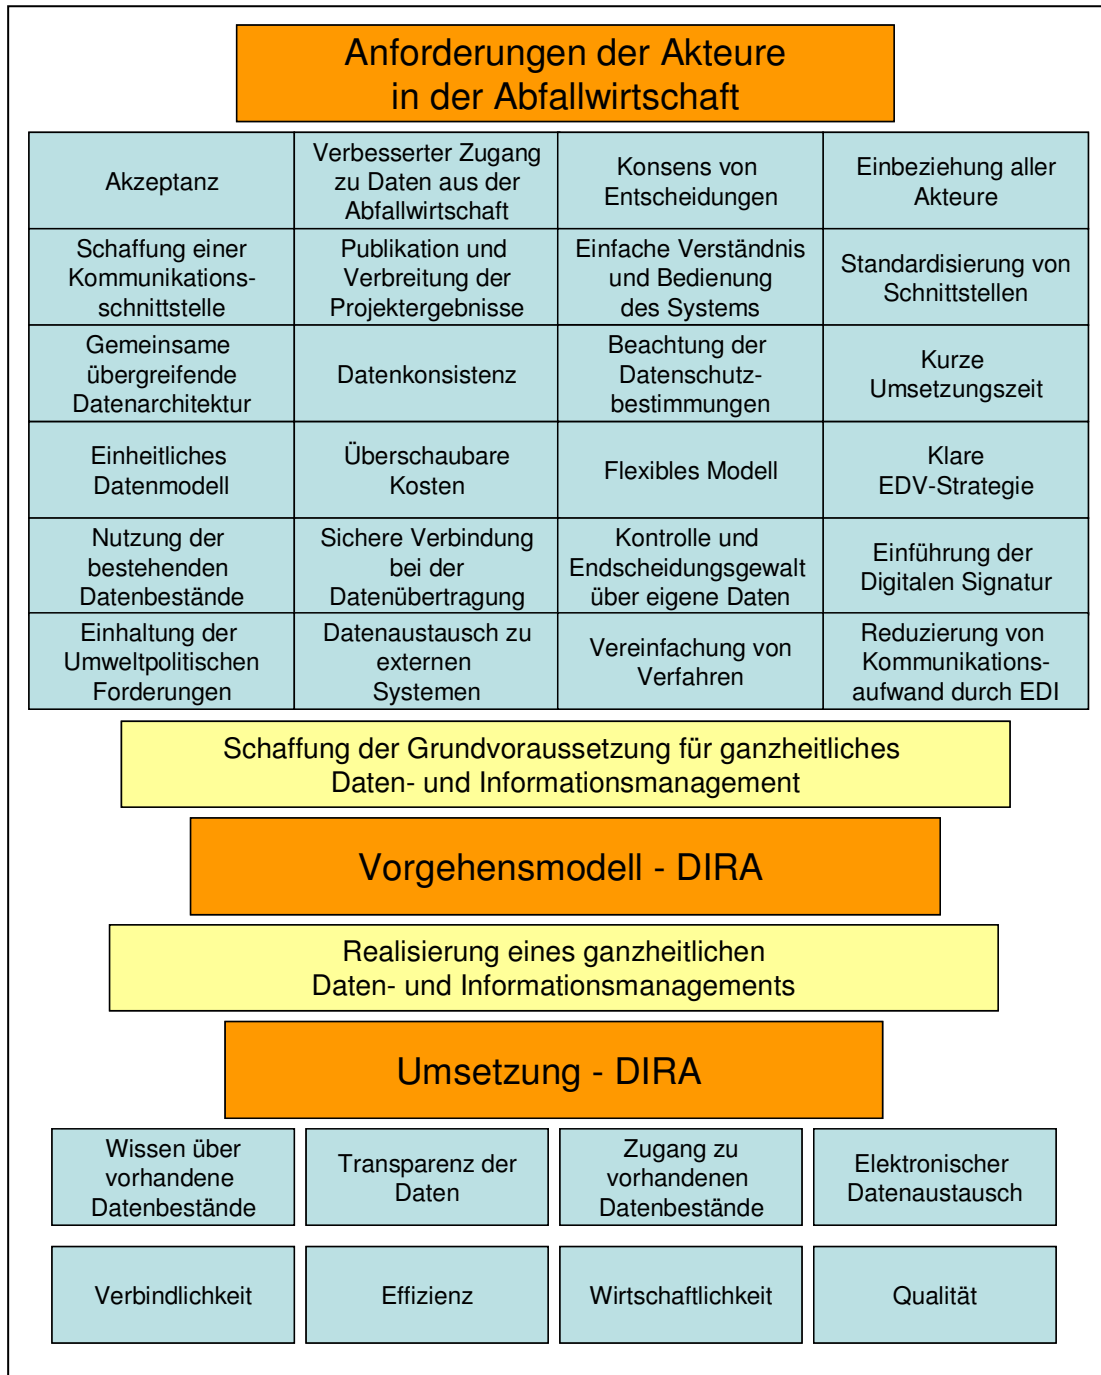 Anforderungen der Akteure
in der Abfallwirtschaft
Akzeptanz
Verbesserter Zugang
zu Daten aus der
Abfallwirtschaft
Konsens von
Entscheidungen
Einbeziehung aller
Akteure
Schaffung einer
Kommunikations-
schnittstelle
Publikation und
Verbreitung der
Projektergebnisse
Einfache Verständnis
und Bedienung
des Systems
Standardisierung von
Schnittstellen
Gemeinsame
übergreifende
Datenarchitektur
Datenkonsistenz
Beachtung der
Datenschutz-
bestimmungen
Kurze
Umsetzungszeit
Einheitliches
Datenmodell
Überschaubare
Kosten
Flexibles Modell
Klare
EDV-Strategie
Nutzung der
bestehenden
Datenbestände
Sichere Verbindung
bei der
Datenübertragung
Kontrolle und
Endscheidungsgewalt
über eigene Daten
Einführung der
Digitalen Signatur
Einhaltung der
Umweltpolitischen
Forderungen
Datenaustausch zu
externen
Systemen
Vereinfachung von
Verfahren
Reduzierung von
Kommunikations-
aufwand durch EDI
Schaffung der Grundvoraussetzung für ganzheitliches
Daten- und Informationsmanagement
Vorgehensmodell - DIRA
Realisierung eines ganzheitlichen
Daten- und Informationsmanagements
Umsetzung - DIRA
Wissen über
vorhandene
Datenbestände
Transparenz der
Daten
Zugang zu
vorhandenen
Datenbestände
Elektronischer
Datenaustausch
Verbindlichkeit
Effizienz
Wirtschaftlichkeit
Qualität